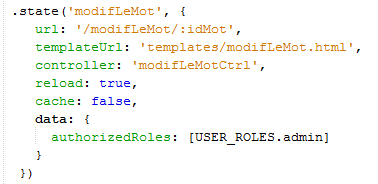 .state('modifLeMot', {
url: '/modifLeMot/:idMot',
templateUrl: 'templates/modifLeMot.html',
controller: 'modifLeMotCtrl',
reload: true,
cache: false,
data: {
authorizedRoles: [USER_ROLES.admin]
}
})